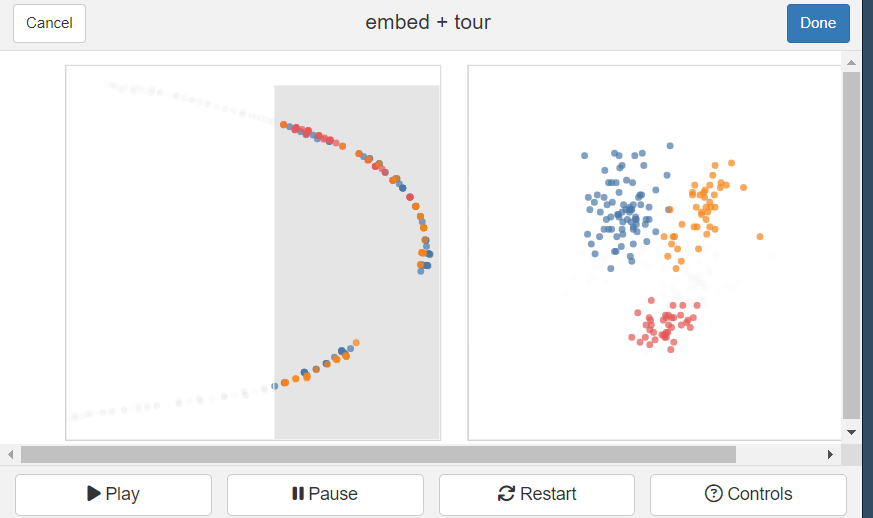 Cancel
embed + tour
Done
Play
Pause
Restart
Controls